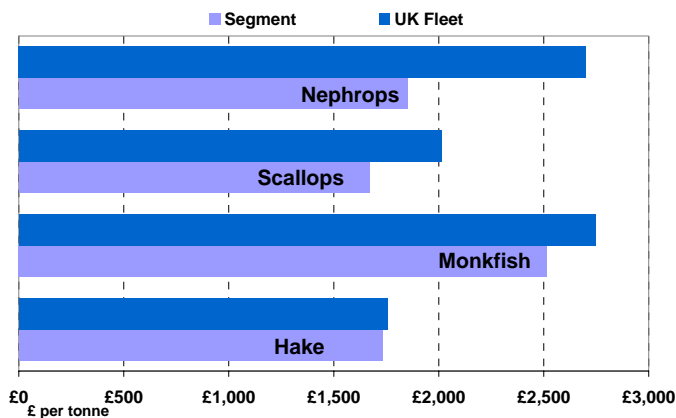 Segment UK Fleet
Nephrops
Scallops
Monkfish
Hake
£0 £500 £1,000 £1,500 £2,000 £2,500 £3,000
£ per tonne